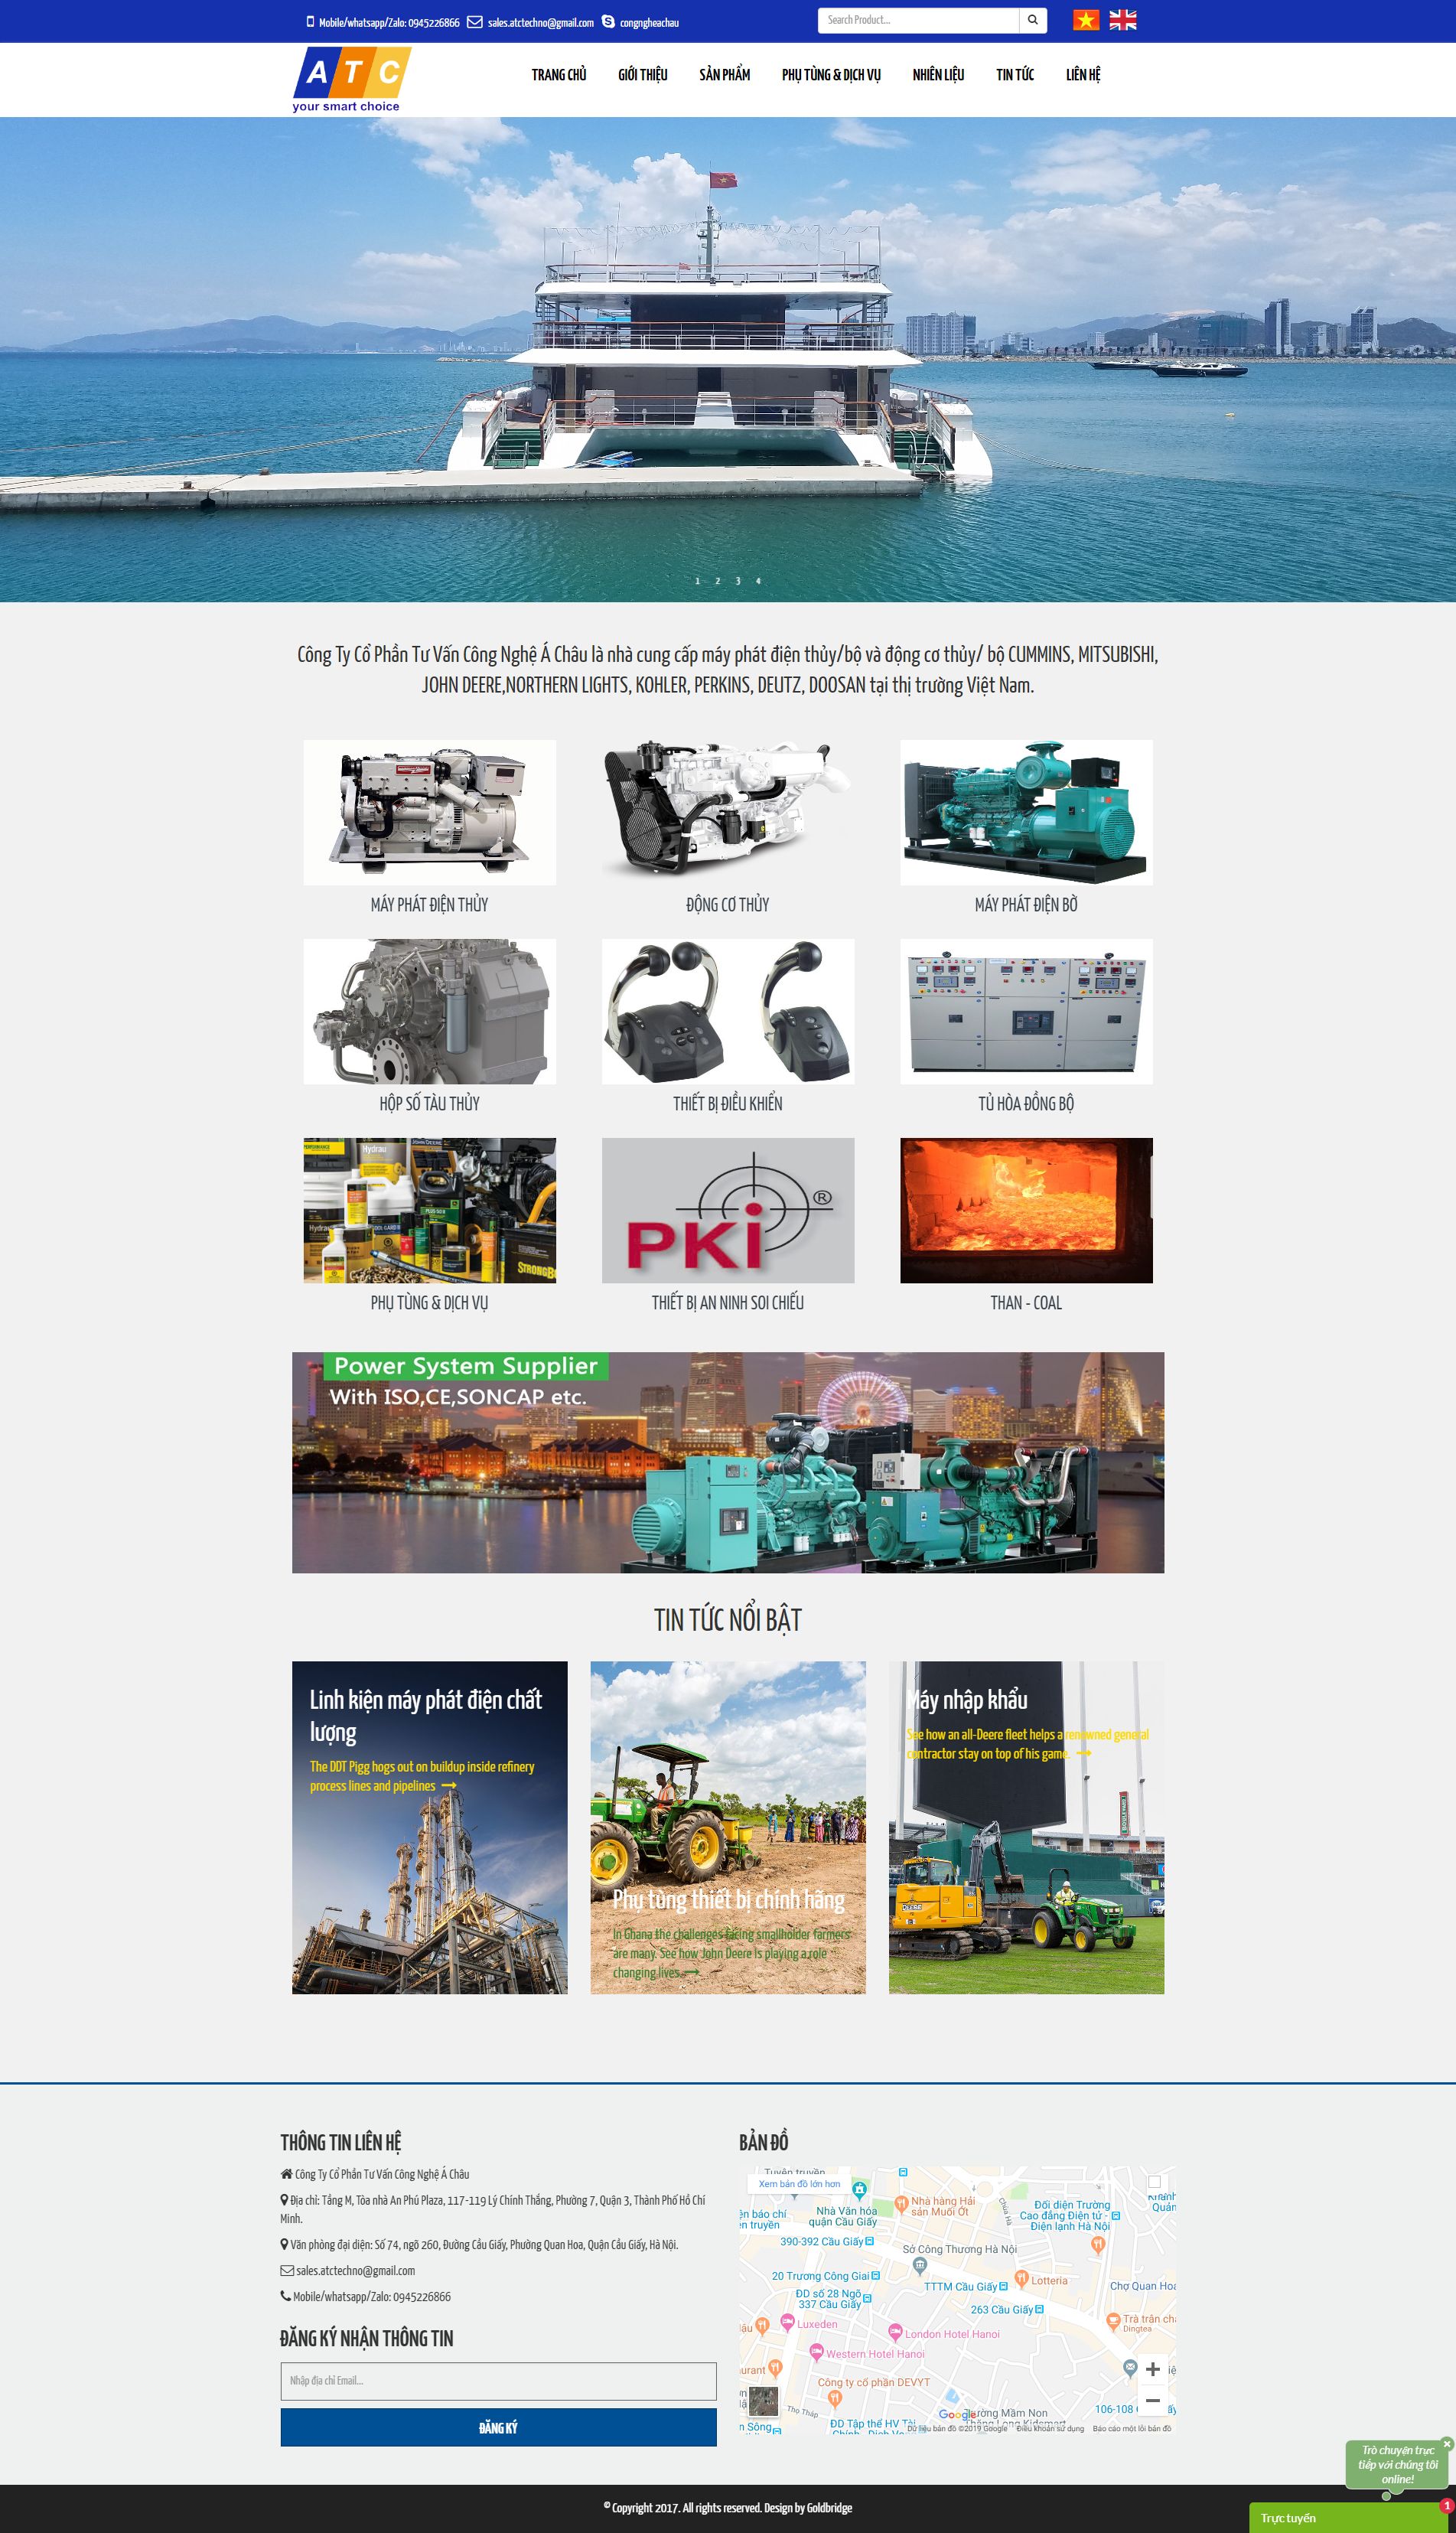 Mobile/whatsapp/Zalo: 0945226866 sales.atctechno@gmail.com congngheachau Search Product...
ATC
your smart choice
TRANG CHỦ GIỚI THIỆU SẢN PHẨM PHỤ TÙNG & DỊCH VỤ NHIÊN LIỆU TIN TỨC LIÊN HỆ
1 2 3 4
Công Ty Cổ Phần Tư Vấn Công Nghệ Á Châu là nhà cung cấp máy phát điện thủy/bộ và động cơ thủy/ bộ CUMMINS, MITSUBISHI,
JOHN DEERE,NORTHERN LIGHTS, KOHLER, PERKINS, DEUTZ, DOOSAN tại thị trường Việt Nam.
MÁY PHÁT ĐIỆN THỦY ĐỘNG CƠ THỦY MÁY PHÁT ĐIỆN BỜ
HỘP SỐ TÀU THỦY THIẾT BỊ ĐIỀU KHIỂN TỦ HÒA ĐỒNG BỘ
Hydrau
PKi ®
PHỤ TÙNG & DỊCH VỤ THIẾT BỊ AN NINH SOI CHIẾU THAN - COAL
Power System Supplier
With ISO,CE,SONCAP etc.
TIN TỨC NỔI BẬT
Linh kiện máy phát điện chất
lượng
The DDT Pigg hogs out on buildup inside refinery
process lines and pipelines
Phụ tùng thiết bị chính hãng
In Ghana the challenges facing smallholder farmers
are many. See how John Deere is playing a role
changing lives.
Máy nhập khẩu
See how an all-Deere fleet helps a renowned general
contractor stay on top of his game.
THÔNG TIN LIÊN HỆ
Công Ty Cổ Phần Tư Vấn Công Nghệ Á Châu
Địa chỉ: Tầng M, Tòa nhà An Phú Plaza, 117-119 Lý Chính Thắng, Phường 7, Quận 3, Thành Phố Hồ Chí
Minh.
Văn phòng đại diện: Số 74, ngõ 260, Đường Cầu Giấy, Phường Quan Hoa, Quận Cầu Giấy, Hà Nội.
sales.atctechno@gmail.com
Mobile/whatsapp/Zalo: 0945226866
ĐĂNG KÝ NHẬN THÔNG TIN
Nhập địa chỉ Email...
ĐĂNG KÝ
BẢN ĐỒ
Xem bản đồ lớn hơn
Nhà Văn hóa
quận Cầu Giấy
Nhà hàng Hải
sản Muối Ớt
Chùa Hà
Đối diện Trường
Cao đẳng Điện tử -
Điện lạnh Hà Nội
390-392 Cầu Giấy
Sở Công Thương Hà Nội
20 Trương Công Giai
TTTM Cầu Giấy
Lotteria
Chợ Quan Hoa
ĐD số 28 Ngõ
337 Cầu Giấy
263 Cầu Giấy
Luxeden
London Hotel Hanoi
Dingtea
Western Hotel Hanoi
Công ty cổ phần DEVYT
Thọ Tháp
ĐD Tập thể HV Tài
Google
Trường Mầm Non
Dữ liệu bản đồ ©2019 Google Điều khoản sử dụng Báo cáo một lỗi bản đồ
Trò chuyện trực
tiếp với chúng tôi
online!
© Copyright 2017. All rights reserved. Design by Goldbridge
Trực tuyến
1